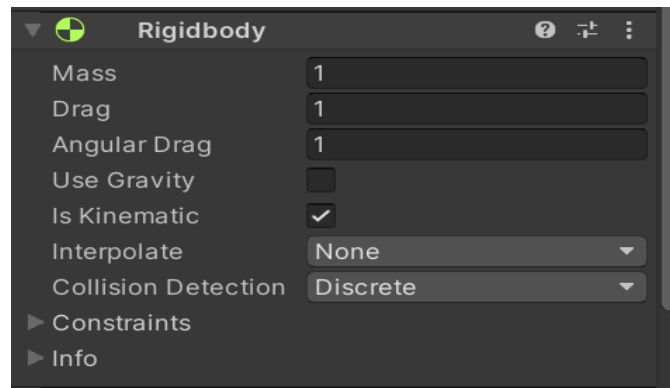 Rigidbody
Mass 1
Drag 1
Angular Drag 1
Use Gravity
Is Kinematic
Interpolate None
Collision Detection Discrete
Constraints
Info